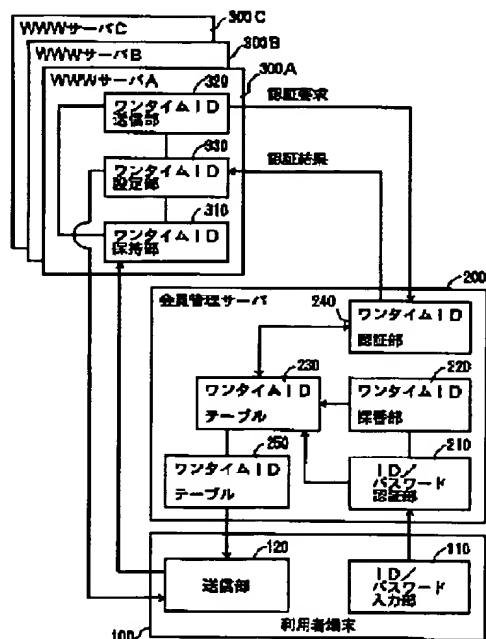 WWWサーバC
300C
WWWサーバB
300B
WWWサーバA
300A
320
ワンタイムID
送信部
認証要求
330
ワンタイムID
設定部
認証結果
310
ワンタイムID
保持部
200
会員管理サーバ
240
ワンタイムID
認証部
230
ワンタイムID
テーブル
220
ワンタイムID
採番部
250
ワンタイムID
テーブル
210
ID/
パスワード
認証部
120
送信部
110
ID/
パスワード
入力部
利用者端末
100